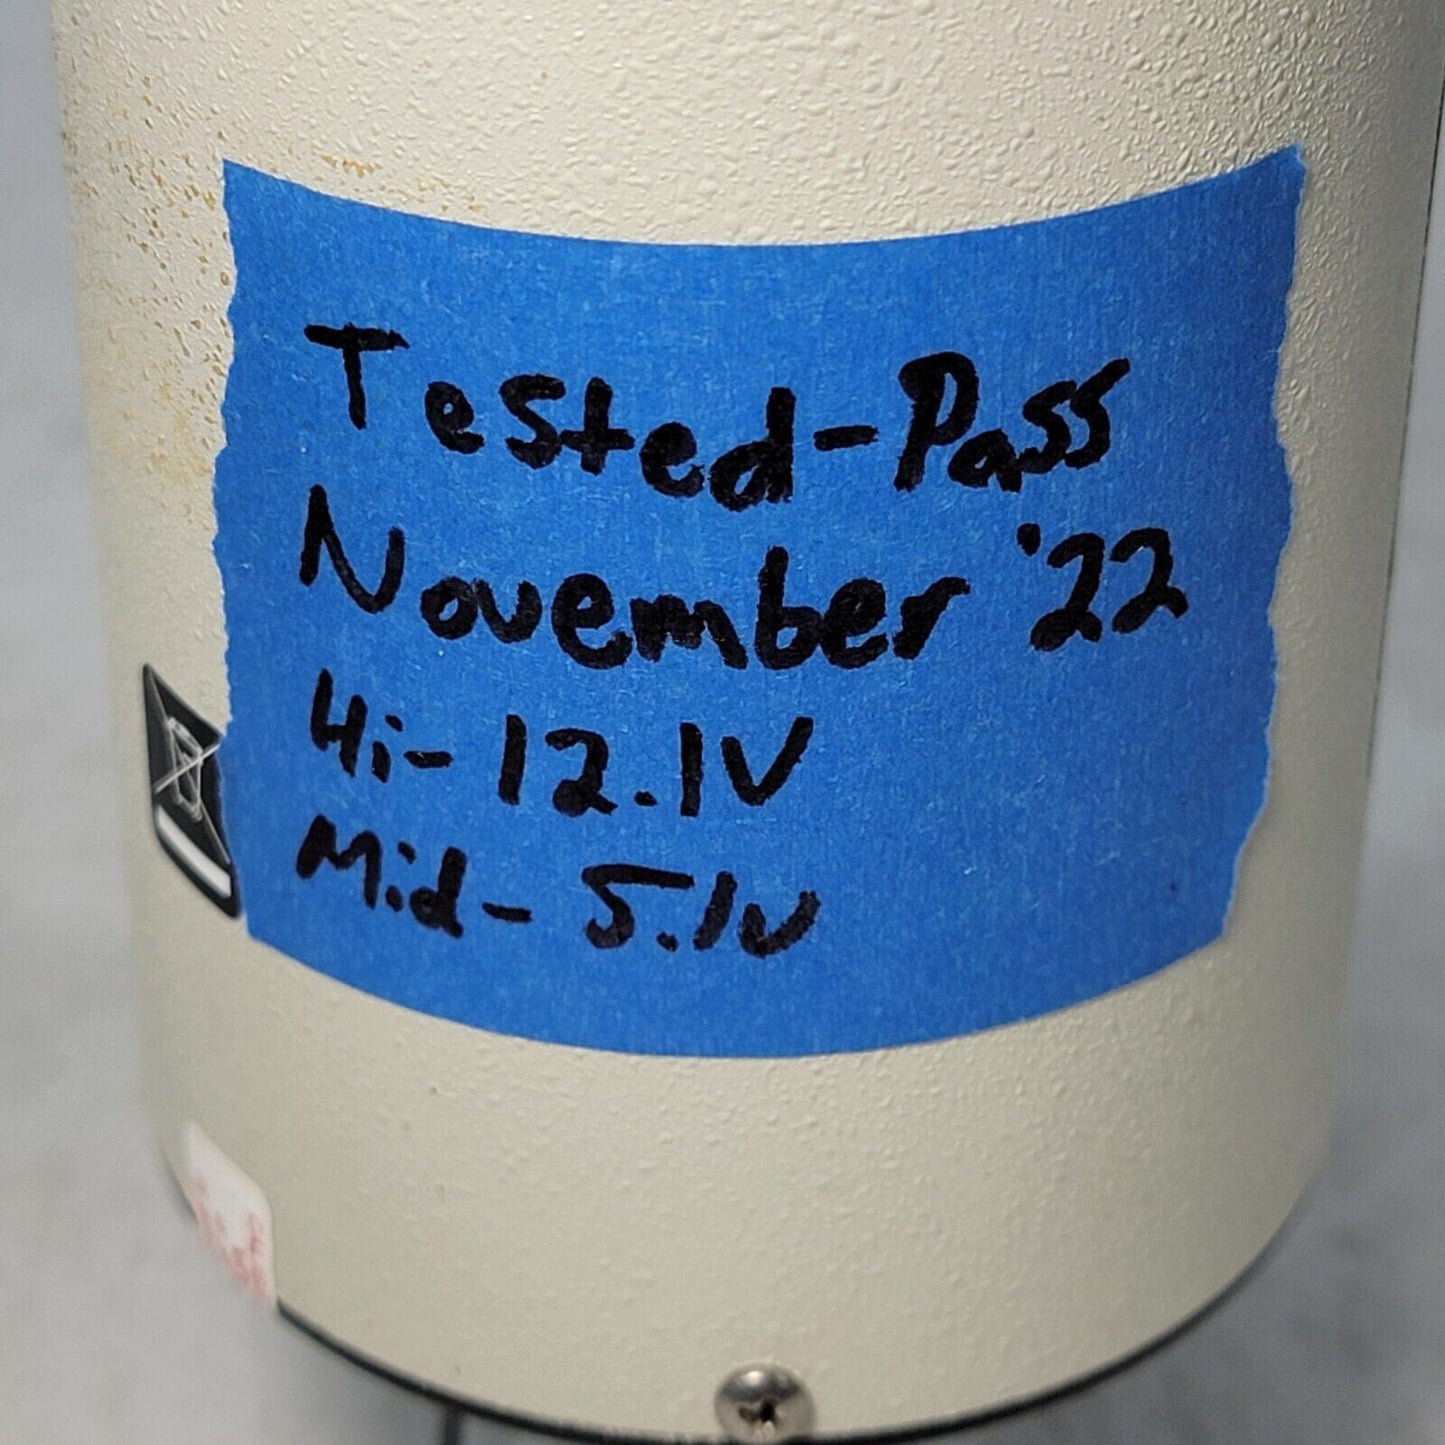 Tested-Pass
November '22
Hi-12.1V
Mid-5.1V